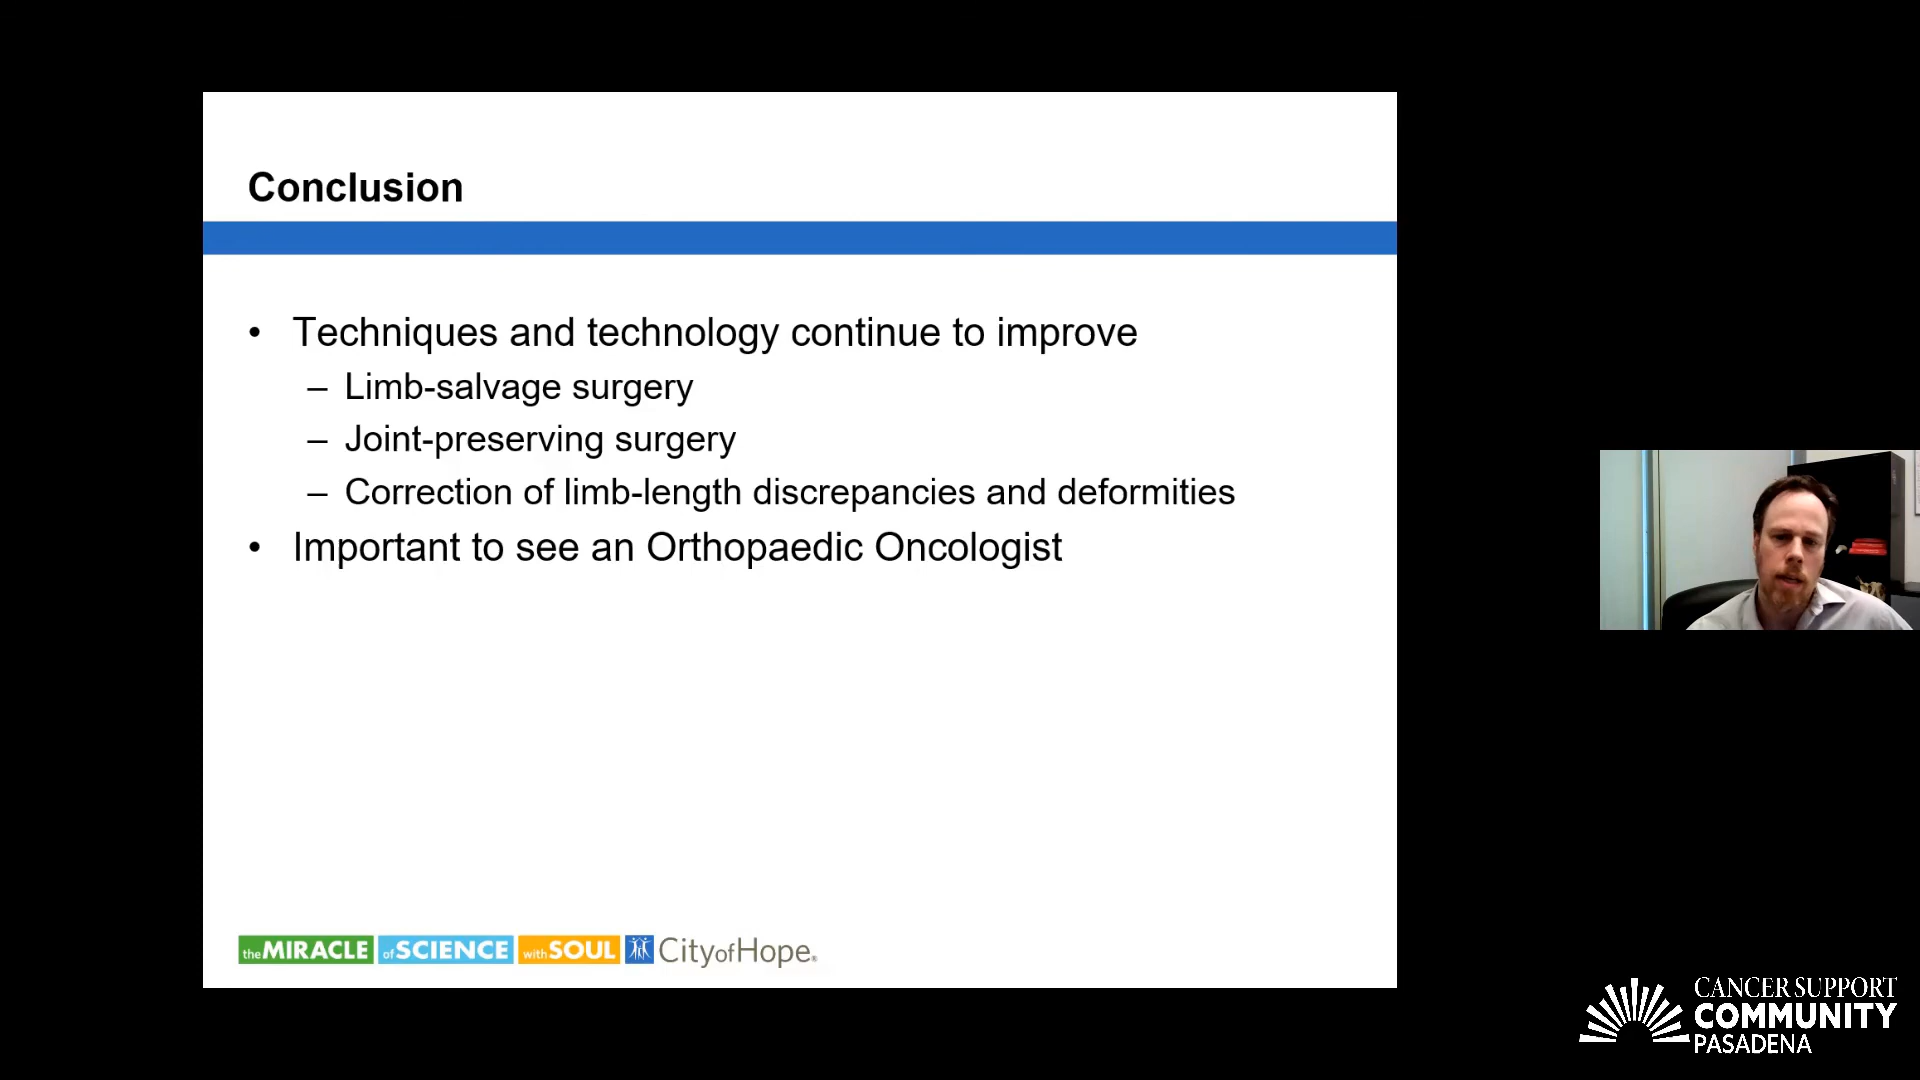 Conclusion
• Techniques and technology continue to improve
– Limb-salvage surgery
– Joint-preserving surgery
– Correction of limb-length discrepancies and deformities
• Important to see an Orthopaedic Oncologist
the MIRACLE of SCIENCE with SOUL City of Hope®
CANCER SUPPORT
COMMUNITY
PASADENA